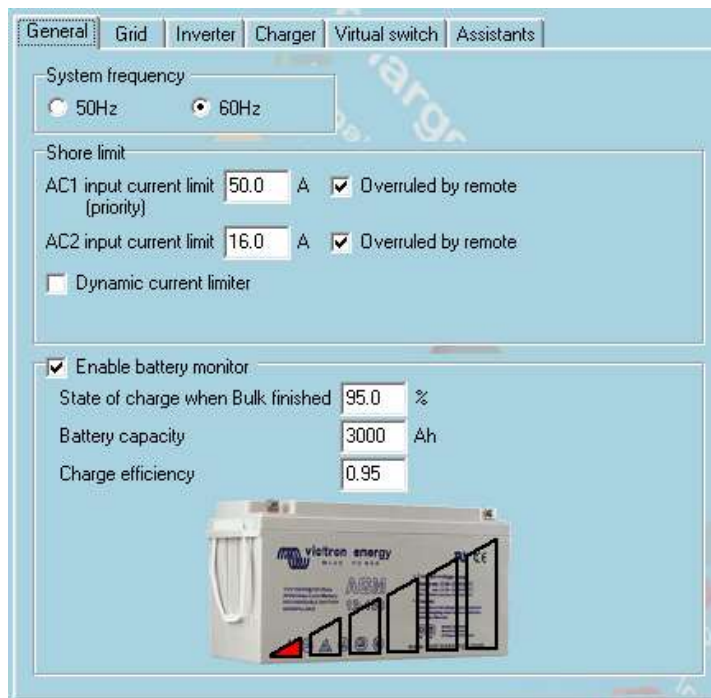 General Grid Inverter Charger Virtual switch Assistants
System frequency
50Hz 60Hz
Shore limit
AC1 input current limit 50.0 A Overruled by remote
(priority)
AC2 input current limit 16.0 A Overruled by remote
Dynamic current limiter
Enable battery monitor
State of charge when Bulk finished 95.0 %
Battery capacity 3000 Ah
Charge efficiency 0.95
victron energy
BLUE POWER